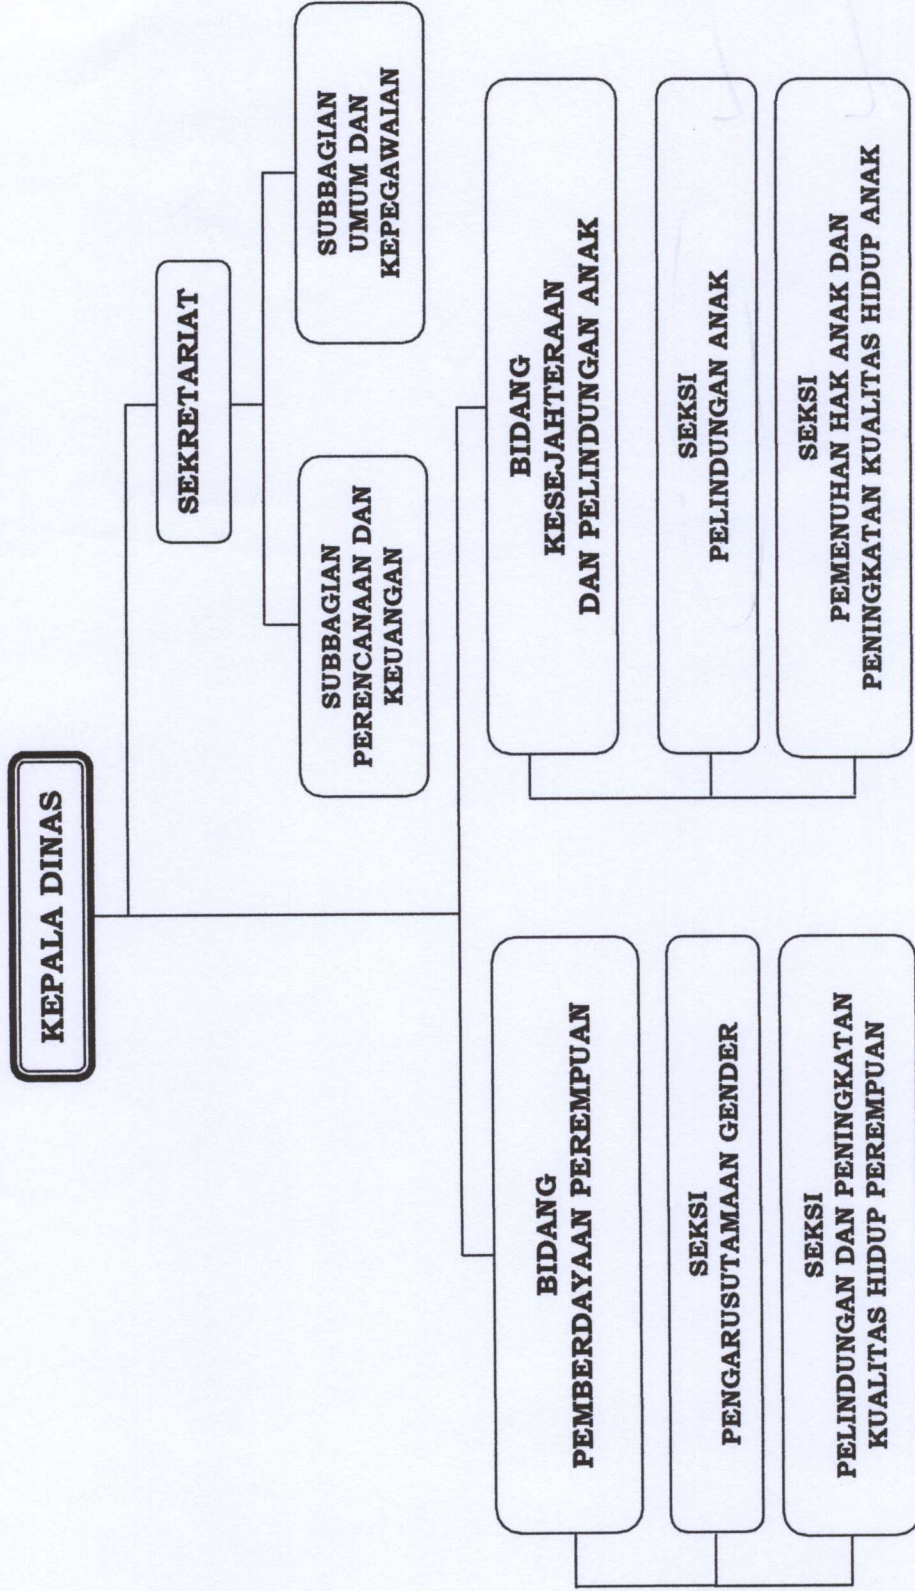 KEPALA DINAS
SEKRETARIAT
SUBBAGIAN
PERENCANAAN DAN
KEUANGAN
SUBBAGIAN
UMUM DAN
KEPEGAWAIAN
BIDANG
PEMBERDAYAAN PEREMPUAN
SEKSI
PENGARUSUTAMAAN GENDER
SEKSI
PELINDUNGAN DAN PENINGKATAN
KUALITAS HIDUP PEREMPUAN
BIDANG
KESEJAHTERAAN
DAN PELINDUNGAN ANAK
SEKSI
PELINDUNGAN ANAK
SEKSI
PEMENUHAN HAK ANAK DAN
PENINGKATAN KUALITAS HIDUP ANAK